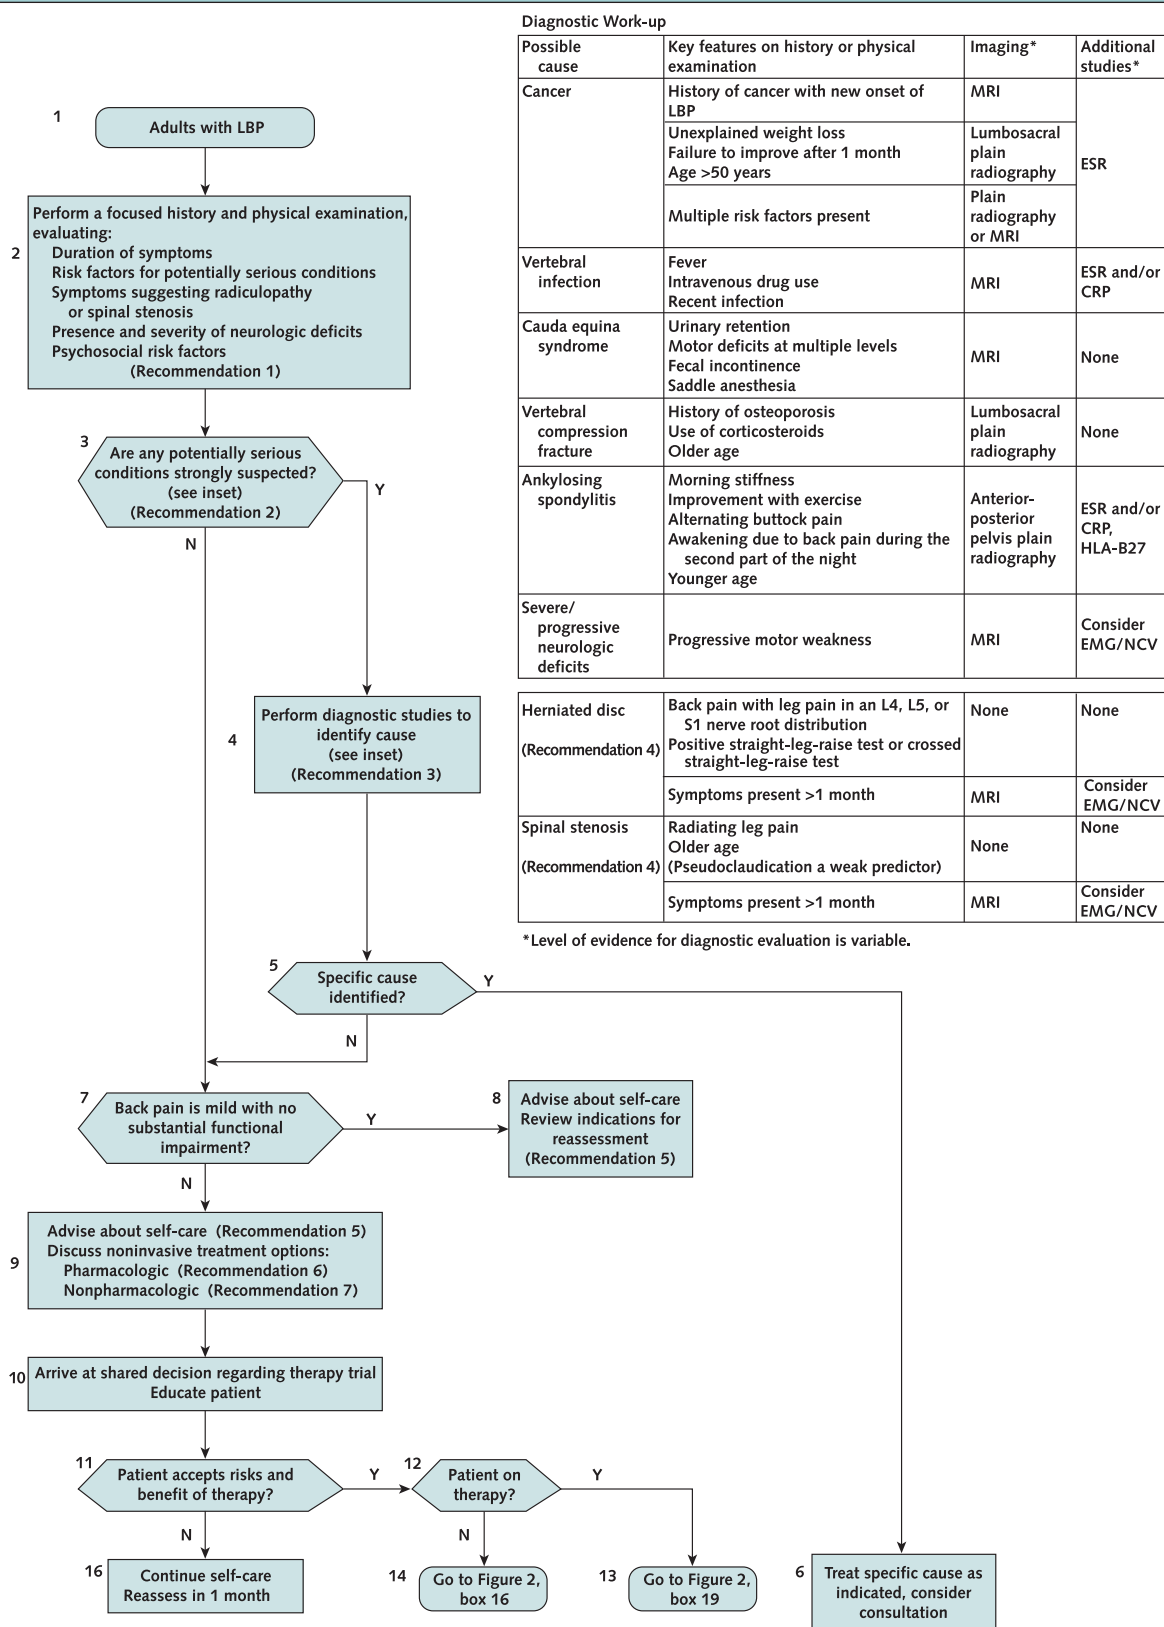 Diagnostic Work-up
Possible
cause
Key features on history or physical
examination
Imaging*
Additional
studies*
Cancer
History of cancer with new onset of
LBP
MRI
Unexplained weight loss
Failure to improve after 1 month
Age >50 years
Lumbosacral
plain
radiography
ESR
Multiple risk factors present
Plain
radiography
or MRI
Vertebral
infection
Fever
Intravenous drug use
Recent infection
MRI
ESR and/or
CRP
Cauda equina
syndrome
Urinary retention
Motor deficits at multiple levels
Fecal incontinence
Saddle anesthesia
MRI
None
Vertebral
compression
fracture
History of osteoporosis
Use of corticosteroids
Older age
Lumbosacral
plain
radiography
None
Ankylosing
spondylitis
Morning stiffness
Improvement with exercise
Alternating buttock pain
Awakening due to back pain during the
second part of the night
Younger age
Anterior-
posterior
pelvis plain
radiography
ESR and/or
CRP,
HLA-B27
Severe/
progressive
neurologic
deficits
Progressive motor weakness
MRI
Consider
EMG/NCV
Herniated disc
(Recommendation 4)
Back pain with leg pain in an L4, L5, or
S1 nerve root distribution
Positive straight-leg-raise test or crossed
straight-leg-raise test
None
None
Symptoms present >1 month
MRI
Consider
EMG/NCV
Spinal stenosis
(Recommendation 4)
Radiating leg pain
Older age
(Pseudoclaudication a weak predictor)
None
None
Symptoms present >1 month
MRI
Consider
EMG/NCV
*Level of evidence for diagnostic evaluation is variable.
1
Adults with LBP
2
Perform a focused history and physical examination,
evaluating:
Duration of symptoms
Risk factors for potentially serious conditions
Symptoms suggesting radiculopathy
or spinal stenosis
Presence and severity of neurologic deficits
Psychosocial risk factors
(Recommendation 1)
3
Are any potentially serious
conditions strongly suspected?
(see inset)
(Recommendation 2)
Y
N
4
Perform diagnostic studies to
identify cause
(see inset)
(Recommendation 3)
5
Specific cause
identified?
Y
N
7
Back pain is mild with no
substantial functional
impairment?
Y
N
8
Advise about self-care
Review indications for
reassessment
(Recommendation 5)
9
Advise about self-care (Recommendation 5)
Discuss noninvasive treatment options:
Pharmacologic (Recommendation 6)
Nonpharmacologic (Recommendation 7)
10
Arrive at shared decision regarding therapy trial
Educate patient
11
Patient accepts risks and
benefit of therapy?
Y
N
12
Patient on
therapy?
Y
N
16
Continue self-care
Reassess in 1 month
14
Go to Figure 2,
box 16
13
Go to Figure 2,
box 19
6
Treat specific cause as
indicated, consider
consultation